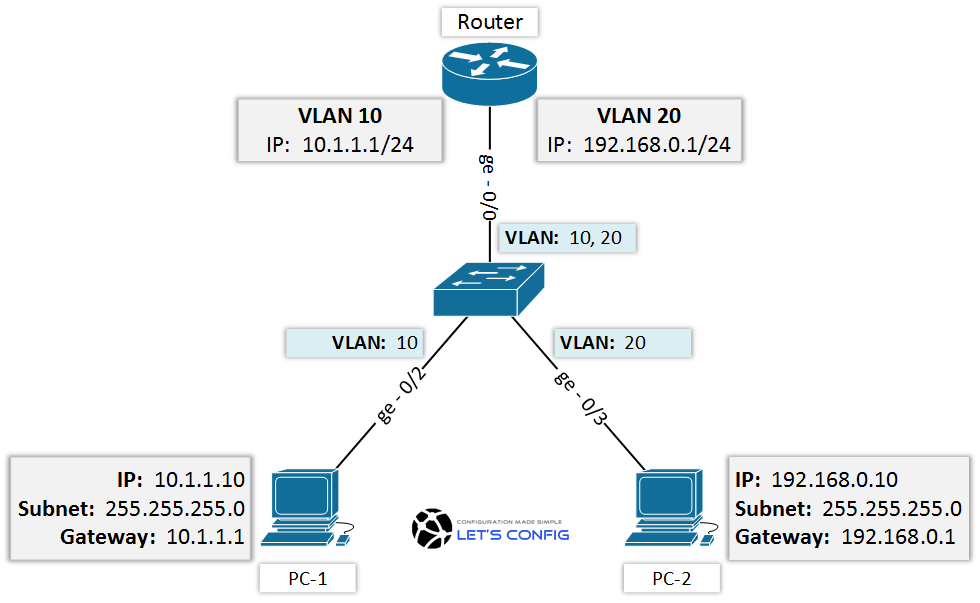 Router
VLAN 10
IP: 10.1.1.1/24
VLAN 20
IP: 192.168.0.1/24
ge - 0/0
VLAN: 10, 20
VLAN: 10
VLAN: 20
ge - 0/2
ge - 0/3
IP: 10.1.1.10
Subnet: 255.255.255.0
Gateway: 10.1.1.1
PC-1
CONFIGURATION MADE SIMPLE
LET'S CONFIG
IP: 192.168.0.10
Subnet: 255.255.255.0
Gateway: 192.168.0.1
PC-2